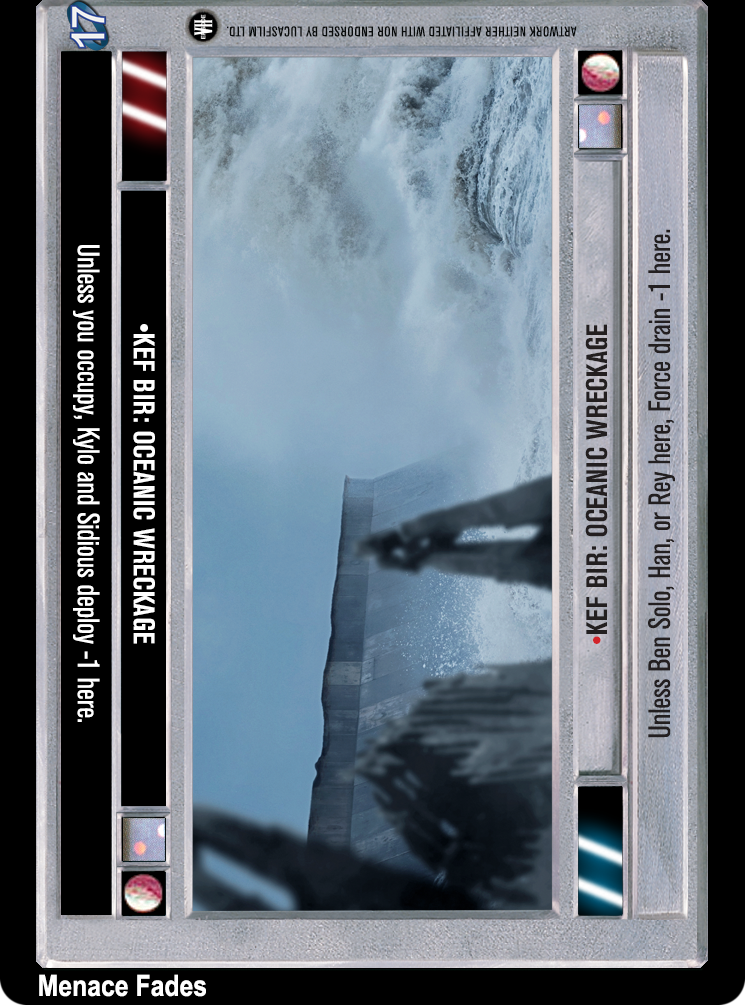 17
ARTWORK NEITHER AFFILIATED WITH NOR ENDORSED BY LUCASFILM LTD.
Unless you occupy, Kylo and Sidious deploy -1 here.
•KEF BIR: OCEANIC WRECKAGE
•KEF BIR: OCEANIC WRECKAGE
Unless Ben Solo, Han, or Rey here, Force drain -1 here.
Menace Fades